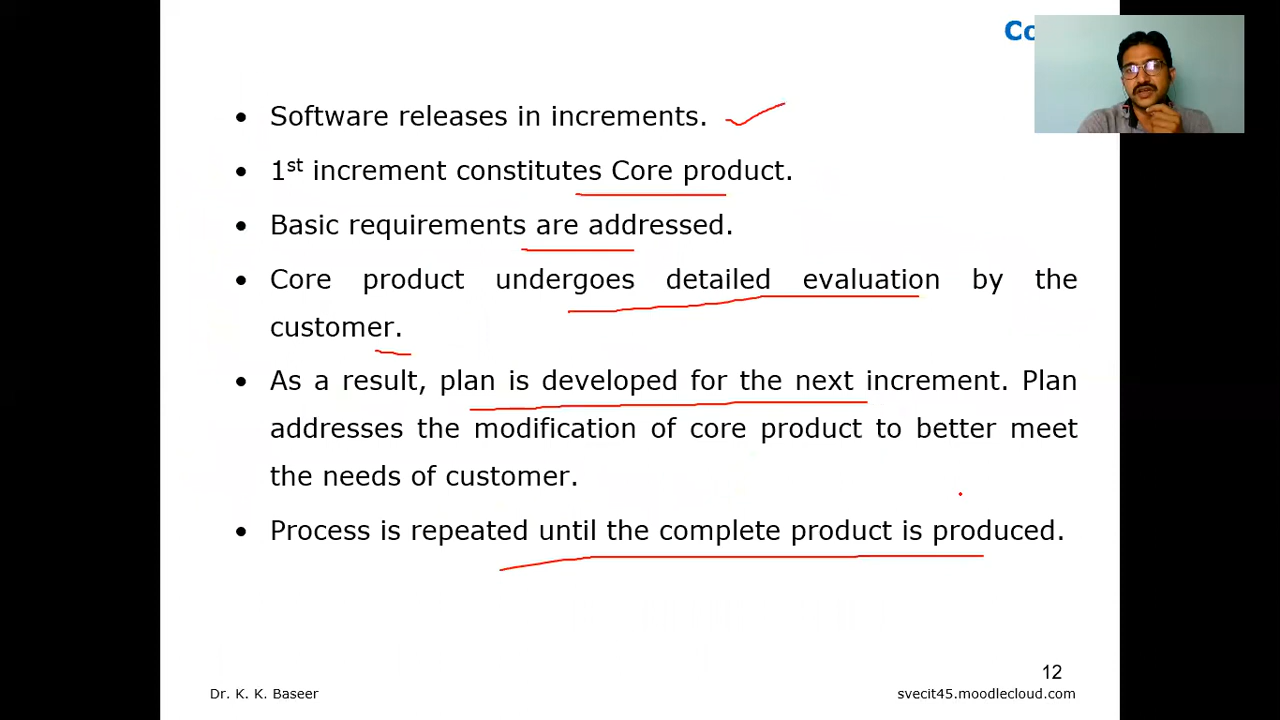 Co
• Software releases in increments.
• 1st increment constitutes Core product.
• Basic requirements are addressed.
• Core product undergoes detailed evaluation by the
customer.
• As a result, plan is developed for the next increment. Plan
addresses the modification of core product to better meet
the needs of customer.
• Process is repeated until the complete product is produced.
12
Dr. K. K. Baseer
svecit45.moodlecloud.com